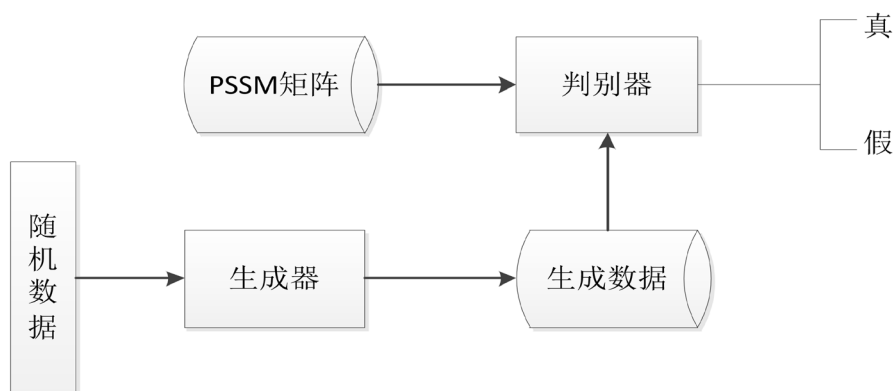 真
PSSM矩阵
判别器
假
随机数据
生成器
生成数据